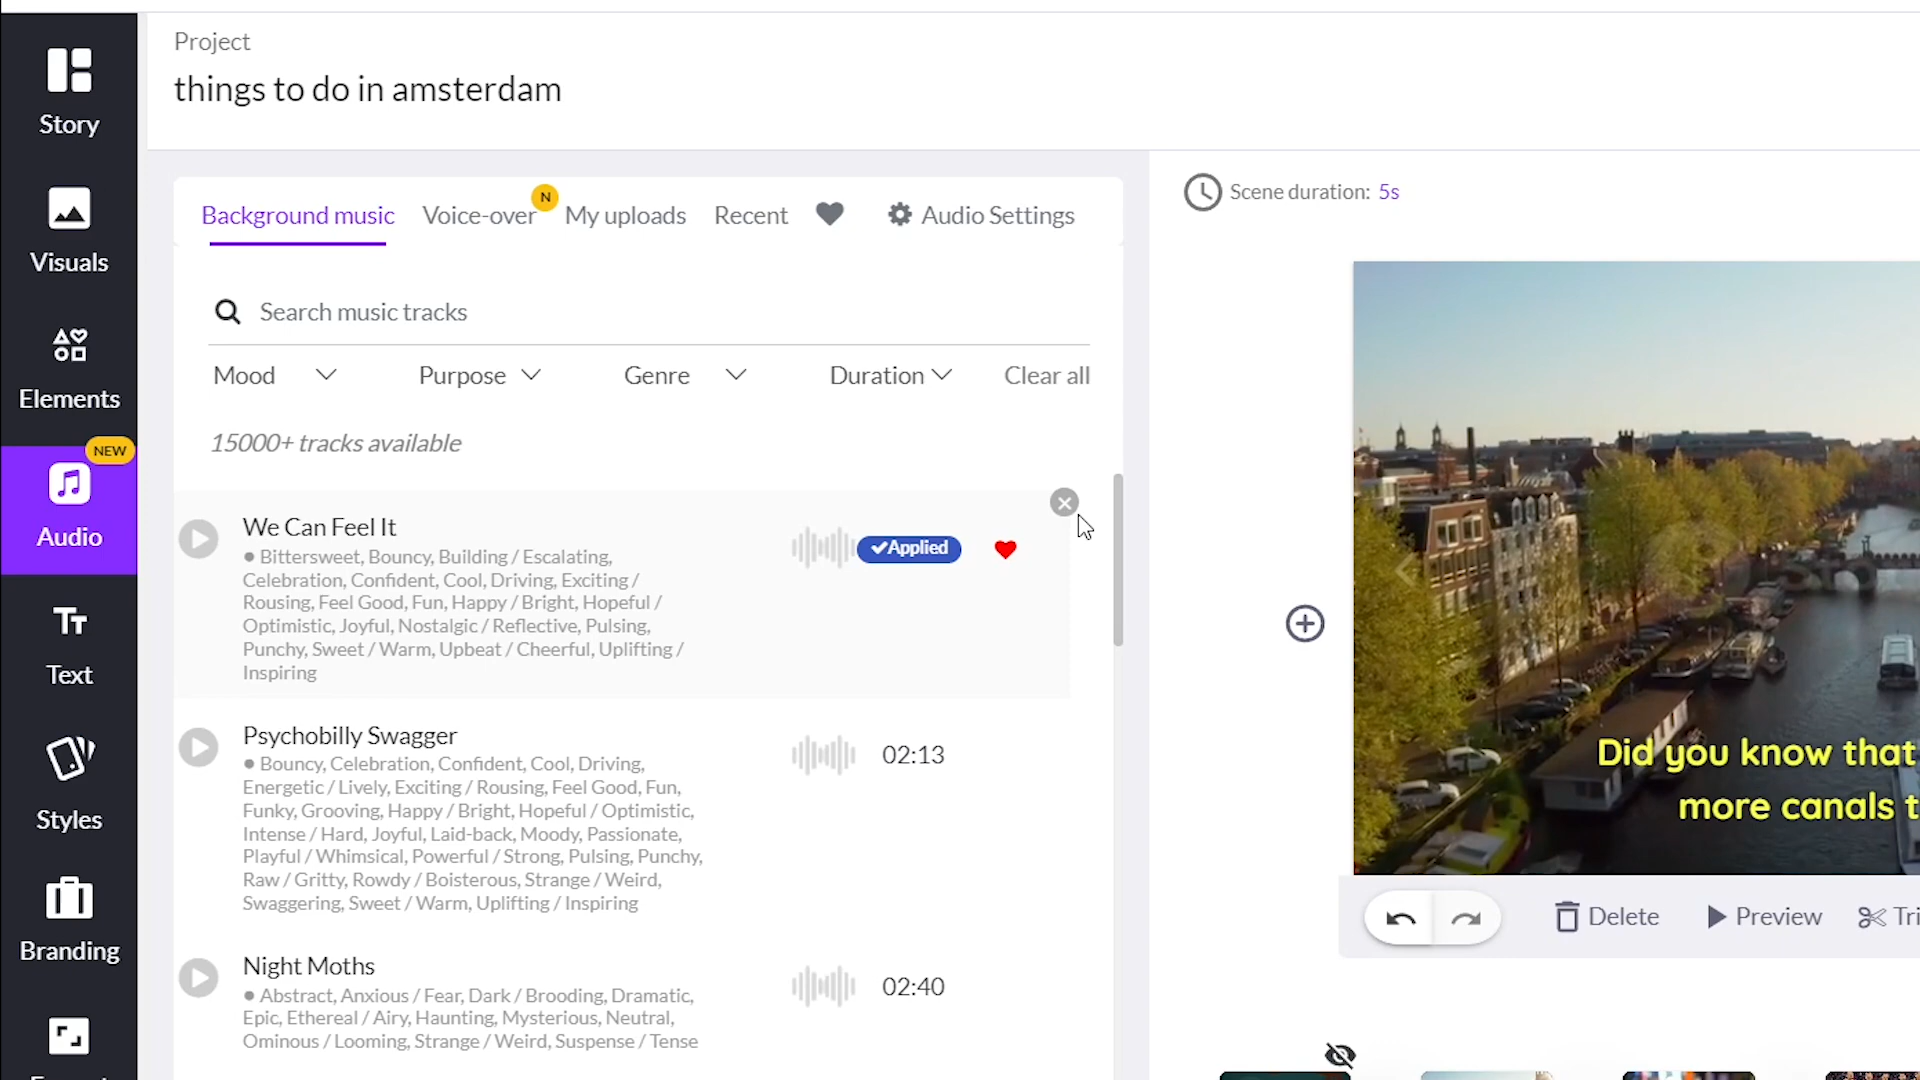 Project
things to do in amsterdam
Story
Visuals
Elements
NEW
Audio
Text
Styles
Branding
Background music
Voice-over
N
My uploads
Recent
Audio Settings
Search music tracks
Mood
Purpose
Genre
Duration
Clear all
15000+ tracks available
We Can Feel It
Bittersweet, Bouncy, Building / Escalating,
Celebration, Confident, Cool, Driving, Exciting /
Rousing, Feel Good, Fun, Happy / Bright, Hopeful /
Optimistic, Joyful, Nostalgic / Reflective, Pulsing,
Punchy, Sweet / Warm, Upbeat / Cheerful, Uplifting /
Inspiring
Applied
Psychobilly Swagger
Bouncy, Celebration, Confident, Cool, Driving,
Energetic / Lively, Exciting / Rousing, Feel Good, Fun,
Funky, Grooving, Happy / Bright, Hopeful / Optimistic,
Intense / Hard, Joyful, Laid-back, Moody, Passionate,
Playful / Whimsical, Powerful / Strong, Pulsing, Punchy,
Raw / Gritty, Rowdy / Boisterous, Strange / Weird,
Swaggering, Sweet / Warm, Uplifting / Inspiring
02:13
Night Moths
Abstract, Anxious / Fear, Dark / Brooding, Dramatic,
Epic, Ethereal / Airy, Haunting, Mysterious, Neutral,
Ominous / Looming, Strange / Weird, Suspense / Tense
02:40
Scene duration: 5s
Did you know that
more canals t
Delete
Preview
Tri